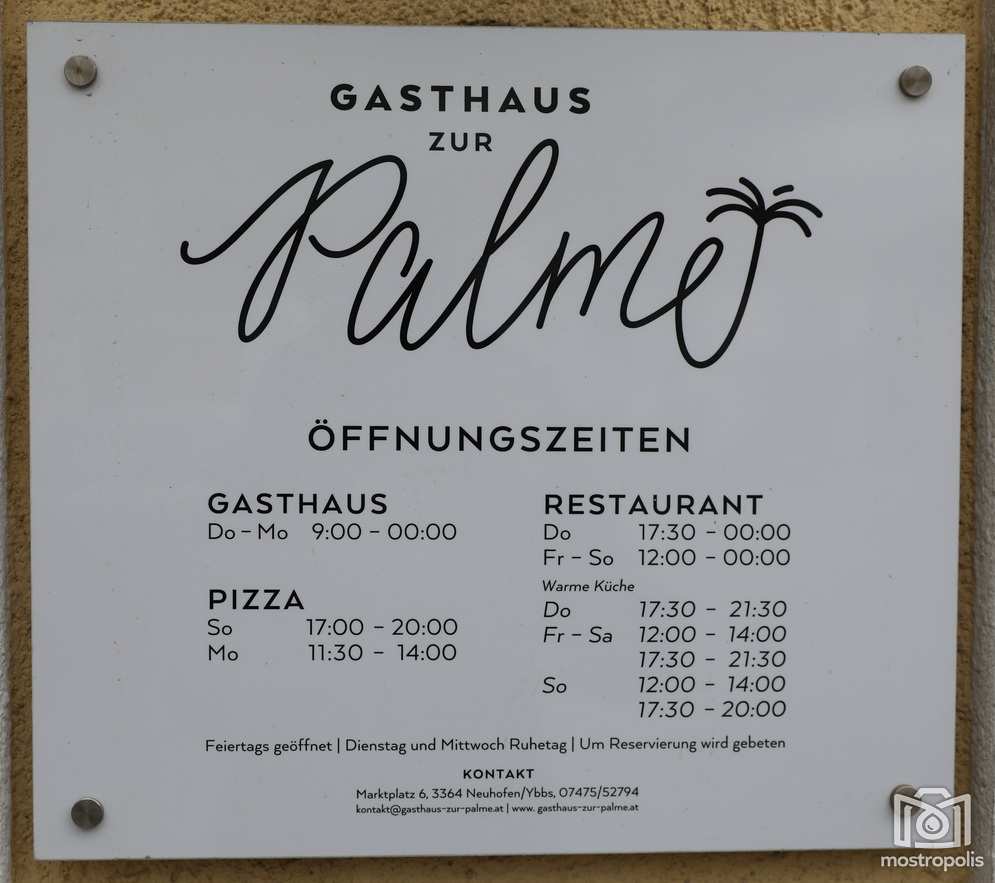 GASTHAUS
ZUR
Palme
ÖFFNUNGSZEITEN
GASTHAUS
Do – Mo 9:00 – 00:00
PIZZA
So 17:00 – 20:00
Mo 11:30 – 14:00
RESTAURANT
Do 17:30 – 00:00
Fr – So 12:00 – 00:00
Warme Küche
Do 17:30 – 21:30
Fr – Sa 12:00 – 14:00
17:30 – 21:30
So 12:00 – 14:00
17:30 – 20:00
Feiertags geöffnet | Dienstag und Mittwoch Ruhetag | Um Reservierung wird gebeten
KONTAKT
Marktplatz 6, 3364 Neuhofen/Ybbs, 07475/52794
kontakt@gasthaus-zur-palme.at | www. gasthaus-zur-palme.at
mostropolis